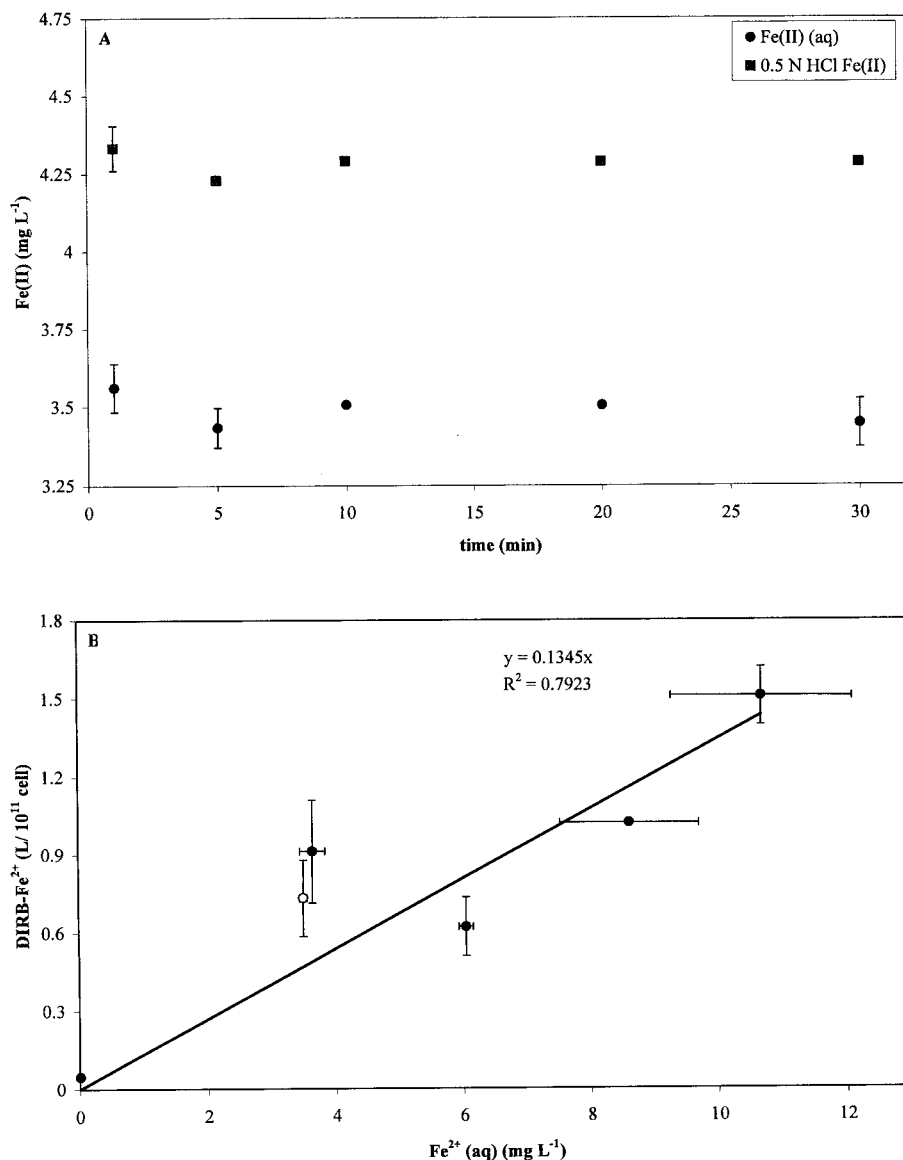 A
Fe(II) (aq)
0.5 N HCl Fe(II)
4.75
4.5
4.25
4
3.75
3.5
3.25
Fe(II) (mg L⁻¹)
0 5 10 15 20 25 30
time (min)
B
y = 0.1345x
R² = 0.7923
1.8
1.5
1.2
0.9
0.6
0.3
0
DIRB-Fe²⁺ (L/ 10¹¹ cell)
0 2 4 6 8 10 12
Fe²⁺ (aq) (mg L⁻¹)